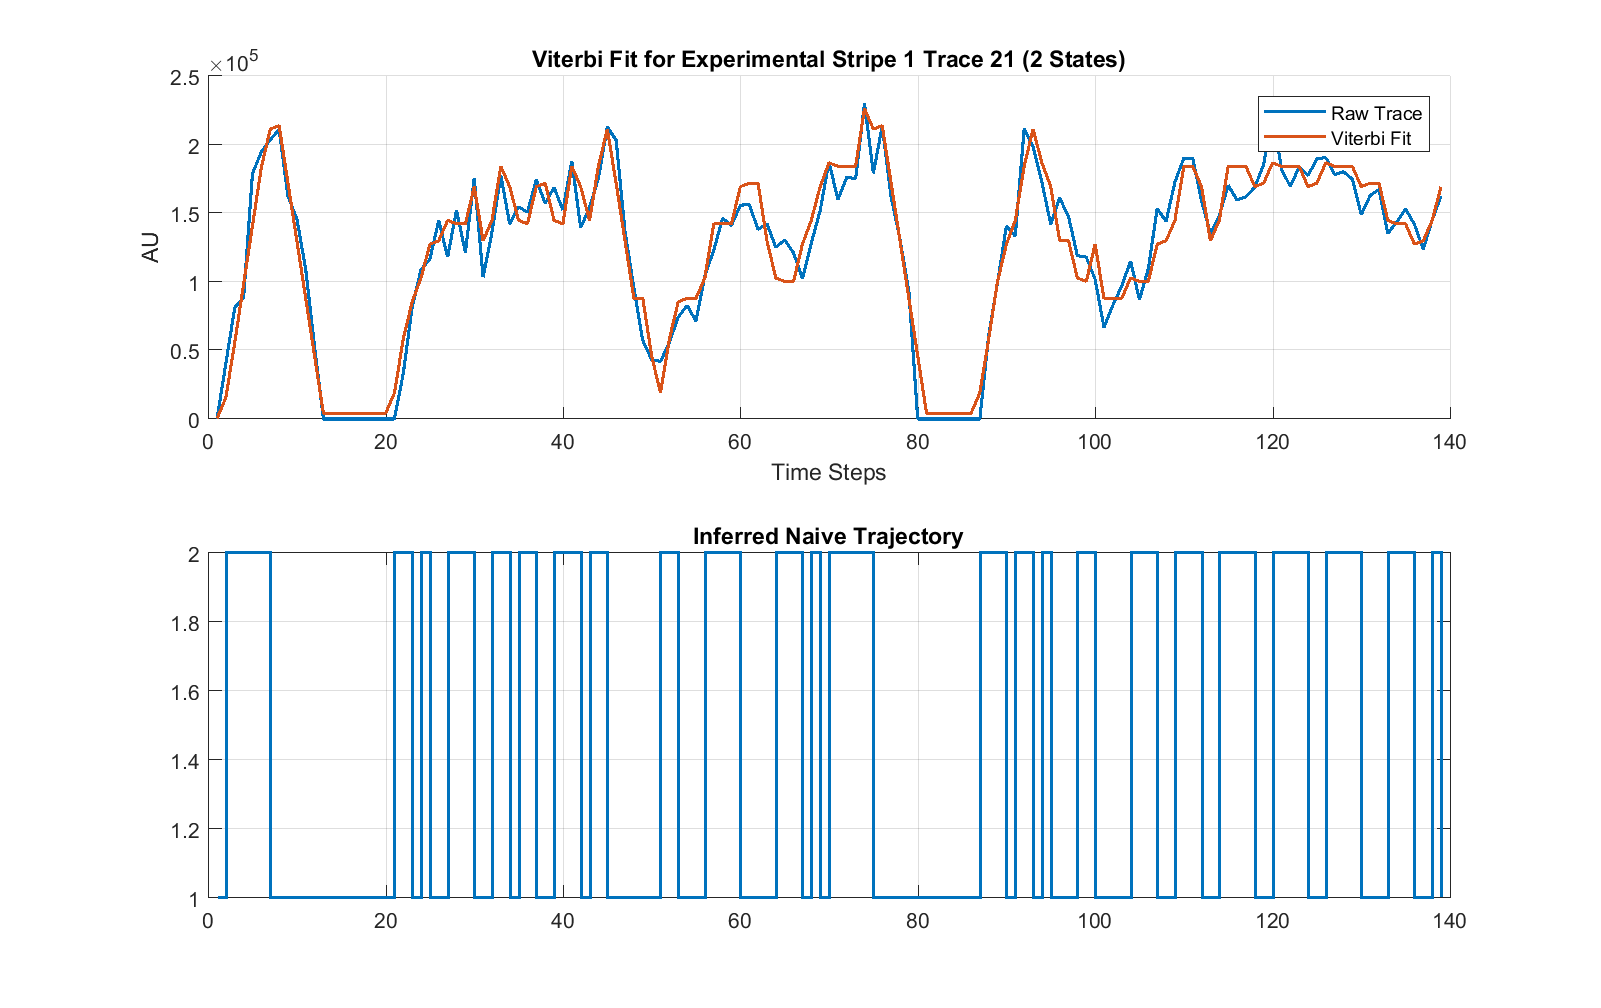 Viterbi Fit for Experimental Stripe 1 Trace 21 (2 States)
×10^5
2.5
2
1.5
1
0.5
0
AU
Raw Trace
Viterbi Fit
0 20 40 60 80 100 120 140
Time Steps
Inferred Naive Trajectory
2
1.8
1.6
1.4
1.2
1
0 20 40 60 80 100 120 140